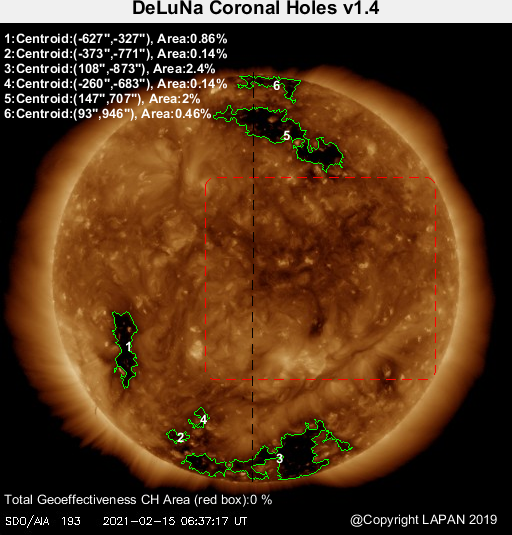 DeLuNa Coronal Holes v1.4
1:Centroid:(-627",-327"), Area:0.86%
2:Centroid:(-373",-771"), Area:0.14%
3:Centroid:(108",-873"), Area:2.4%
4:Centroid:(-260",-683"), Area:0.14%
5:Centroid:(147",707"), Area:2%
6:Centroid:(93",946"), Area:0.46%
6
5
1
4
2
3
Total Geoeffectiveness CH Area (red box):0 %
SDO/AIA 193 2021-02-15 06:37:17 UT
@Copyright LAPAN 2019